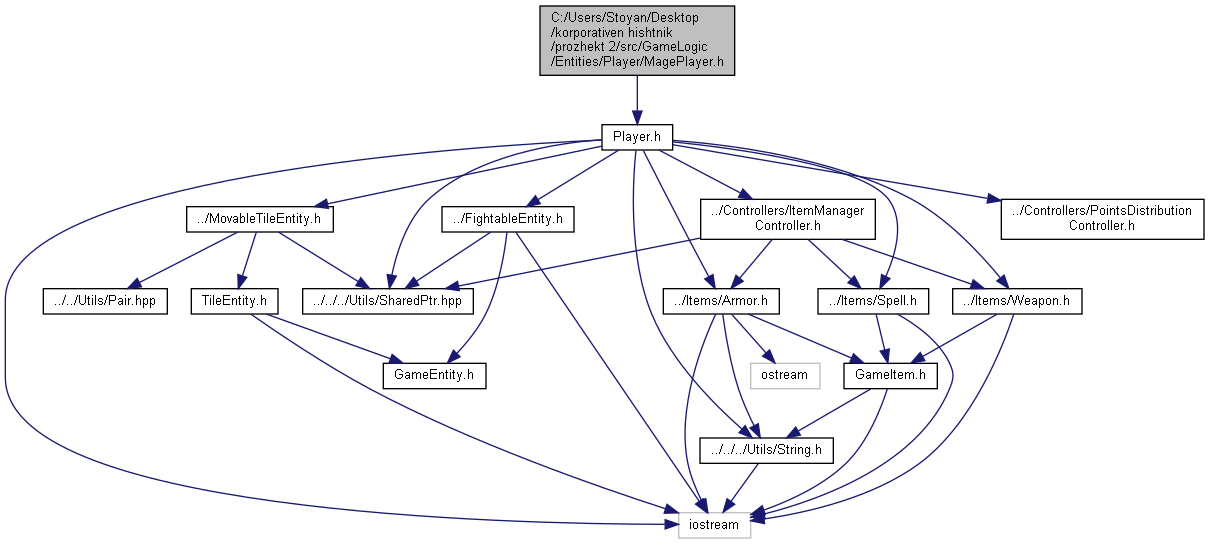 C:/Users/Stoyan/Desktop
/korporativen hishtnik
/prozhekt 2/src/GameLogic
/Entities/Player/MagePlayer.h
Player.h
../MovableTileEntity.h
../FightableEntity.h
../Controllers/ItemManager
Controller.h
../Controllers/PointsDistribution
Controller.h
../../Utils/Pair.hpp
TileEntity.h
../../../Utils/SharedPtr.hpp
../Items/Armor.h
../Items/Spell.h
../Items/Weapon.h
GameEntity.h
ostream
GameItem.h
../../../Utils/String.h
iostream